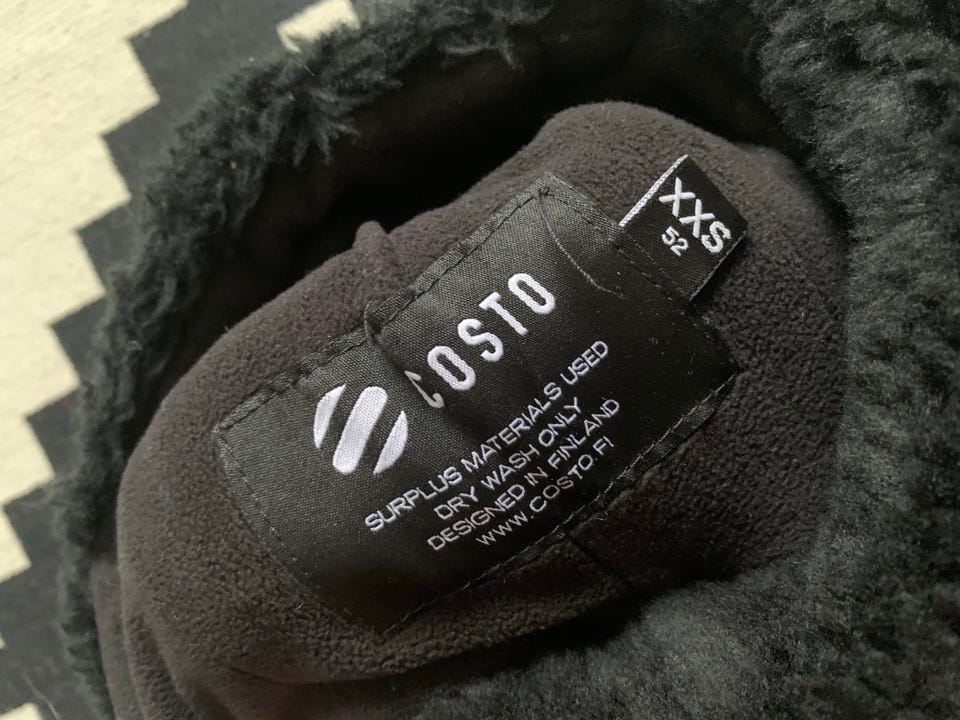 COSTO
SURPLUS MATERIALS USED
DRY WASH ONLY
DESIGNED IN FINLAND
WWW.COSTO.FI
XXS
52